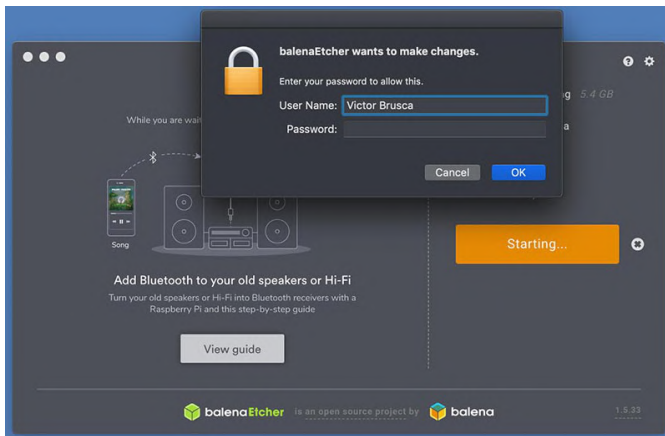 balenaEtcher wants to make changes.
Enter your password to allow this.
User Name: Victor Brusca
Password:
Cancel OK
5.4 GB
While you are
Song
Starting...
Add Bluetooth to your old speakers or Hi-Fi
Turn your old speakers or Hi-Fi into Bluetooth receivers with a
Raspberry Pi and this step-by-step guide
View guide
balenaEtcher is an open source project by balena
1.5.33